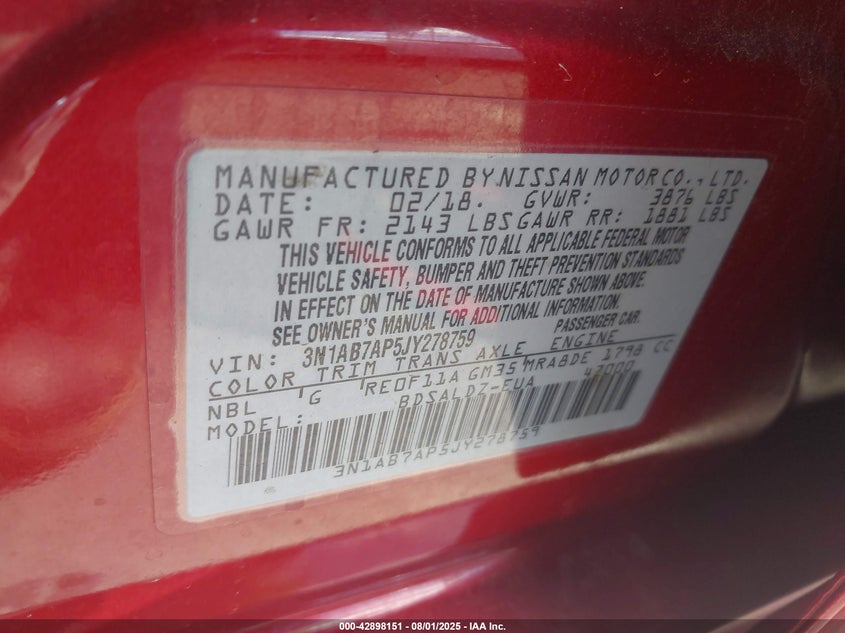 MANUFACTURED BY:NISSAN MOTOR CO., LTD.
DATE: 02/18. GVWR: 3876 LBS
GAWR FR: 2143 LBS GAWR RR: 1881 LBS
THIS VEHICLE CONFORMS TO ALL APPLICABLE FEDERAL MOTOR
VEHICLE SAFETY, BUMPER AND THEFT PREVENTION STANDARDS
IN EFFECT ON THE DATE OF MANUFACTURE SHOWN ABOVE.
SEE OWNER'S MANUAL FOR ADDITIONAL INFORMATION.
VIN: 3N1AB7AP5JY278759 PASSENGER CAR.
COLOR TRIM TRANS AXLE ENGINE
NBL G RE0F11A GM35 MRA8DE 1798 CC
MODEL: BDSALD7-EUA 47000
3N1AB7AP5JY278759
000-42898151 — 08/01/2025 - IAA Inc.